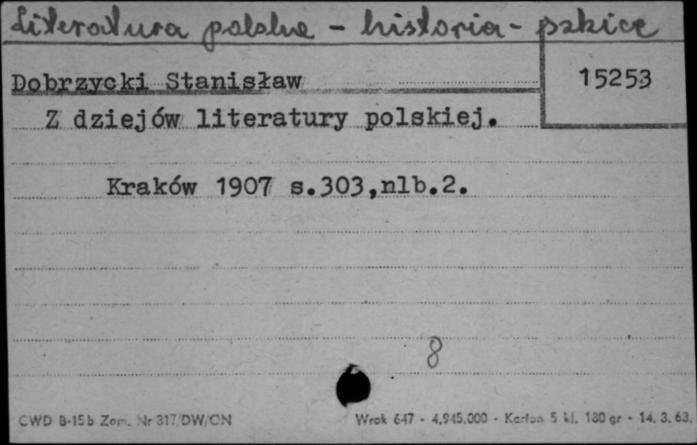 Literatura polska - historia - szkice
Dobrzycki Stanisław
15253
Z dziejów literatury polskiej.
Kraków 1907 s.303,nlb.2.
8
CWD B-15b Zam. Nr 317/DW/ON Wrok 647 - 4.945.000 - Karton 5 kl. 180 gr - 14. 3. 63.